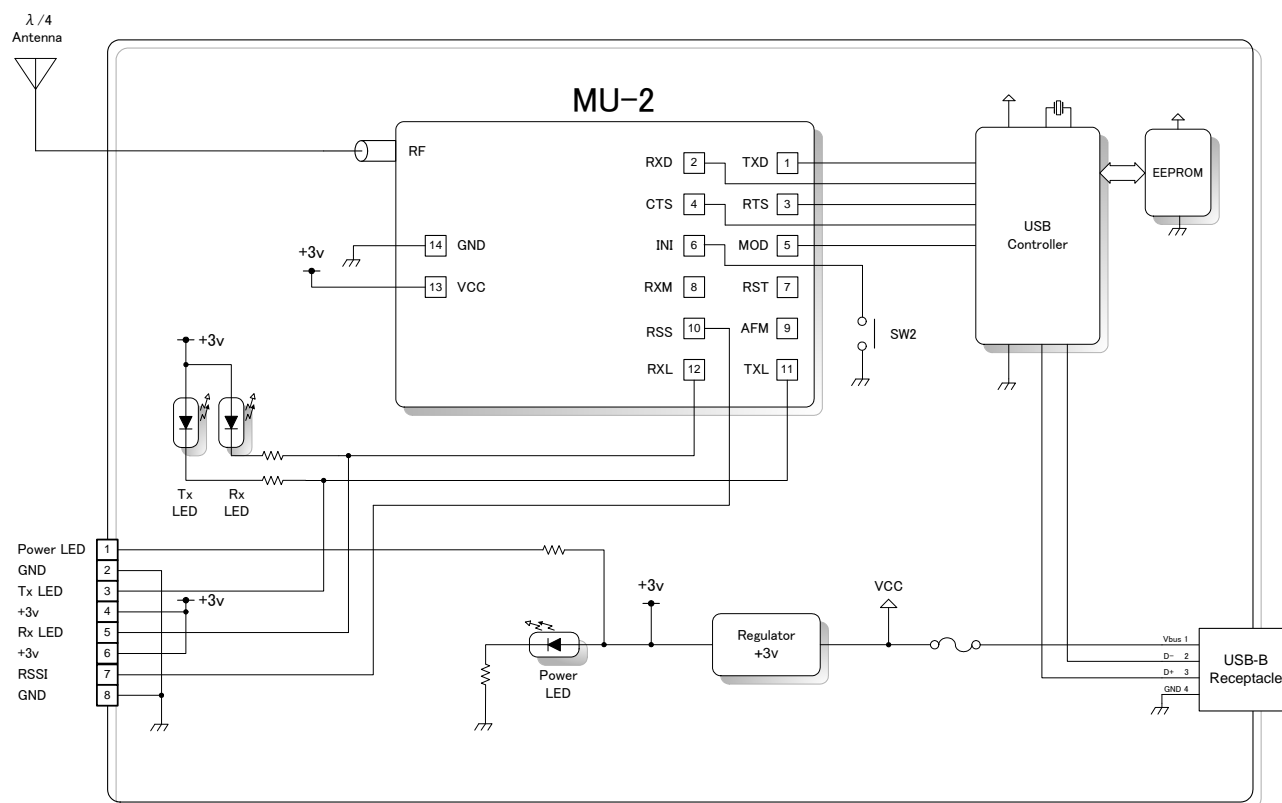 λ/4
Antenna
MU-2
RF
RXD 2 TXD 1
CTS 4 RTS 3
INI 6 MOD 5
RXM 8 RST 7
RSS 10 AFM 9
RXL 12 TXL 11
14 GND
13 VCC
+3v
SW2
USB
Controller
EEPROM
+3v
Tx
LED
Rx
LED
Power LED 1
GND 2
Tx LED 3
+3v 4
Rx LED 5
+3v 6
RSSI 7
GND 8
+3v
Power
LED
+3v
Regulator
+3v
VCC
Vbus 1
D- 2
D+ 3
GND 4
USB-B
Receptacle